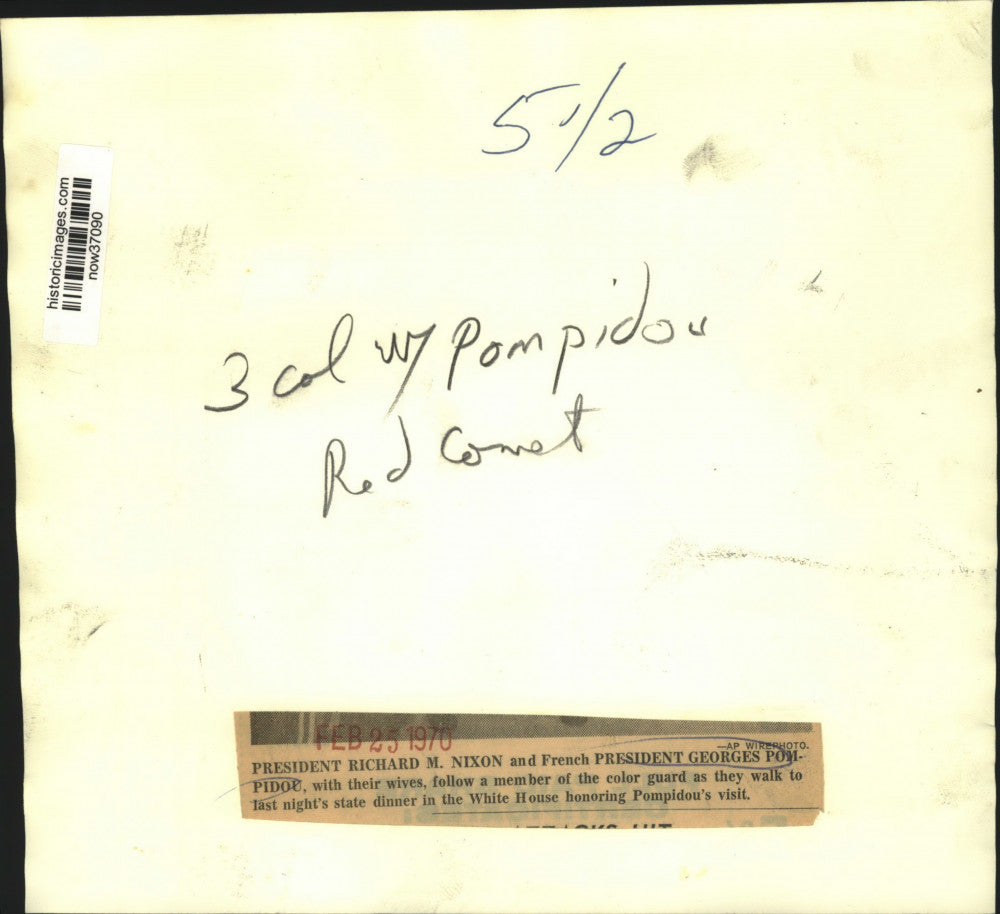 5 1/2
historicimages.com
now37090
3 col w/ Pompidou
Red Comet
FEB 25 1970
—AP WIREPHOTO.
PRESIDENT RICHARD M. NIXON and French PRESIDENT GEORGES POM-
PIDOU, with their wives, follow a member of the color guard as they walk to
last night's state dinner in the White House honoring Pompidou's visit.